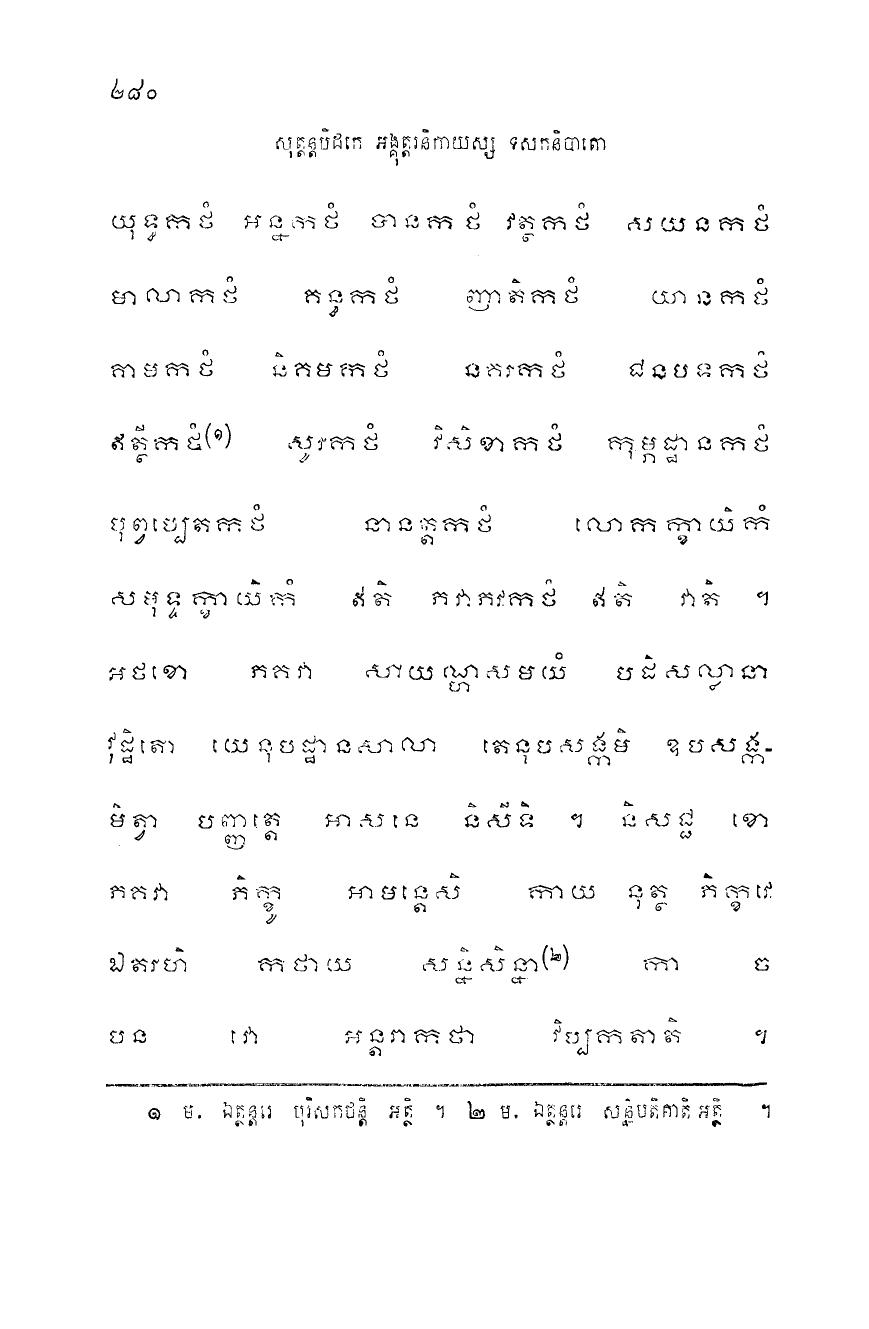 ២៨០
សុត្តន្តបិដកេ អង្គុត្តរនិកាយស្ស ទសកនិបាតោ
យុទ្ធកថំ អន្នកថំ បានកថំ វត្ថកថំ សយនកថំ
មាលាកថំ គន្ធកថំ ញាតិកថំ យានកថំ
គាមកថំ និគមកថំ នគរកថំ ជនបទកថំ
ឥត្ថីកថំ(១) សូរកថំ វិសិខាកថំ កុម្ភដ្ឋានកថំ
បុព្វប្បេតកថំ នានត្តកថំ លោកក្ខាយិកំ
សមុទ្ទក្ខាយិកំ ឥតិ ភវាភវកថំ ឥតិ វាតិ ។
អថខោ ភគវា សាយណ្ហសមយំ បដិសល្លានា
វុដ្ឋិតោ យេនុបដ្ឋានសាលា តេនុបសង្កមិ ឧបសង្ក-
មិត្វា បញ្ញត្តេ អាសនេ និសីទិ ។ និសជ្ជ ខោ
ភគវា ភិក្ខូ អាមន្តេសិ កាយ នុត្ថ ភិក្ខវេ
ឯតរហិ កថាយ សន្និសិន្នា(២) កា ច
បន វោ អន្តរាកថា វិប្បកតាតិ ។
១ ម. ឯត្ថន្តរេ បុរិសកថន្តិ អត្ថិ ។ ២ ម. ឯត្ថន្តរេ សន្និបតិតាតិ អត្ថិ ។